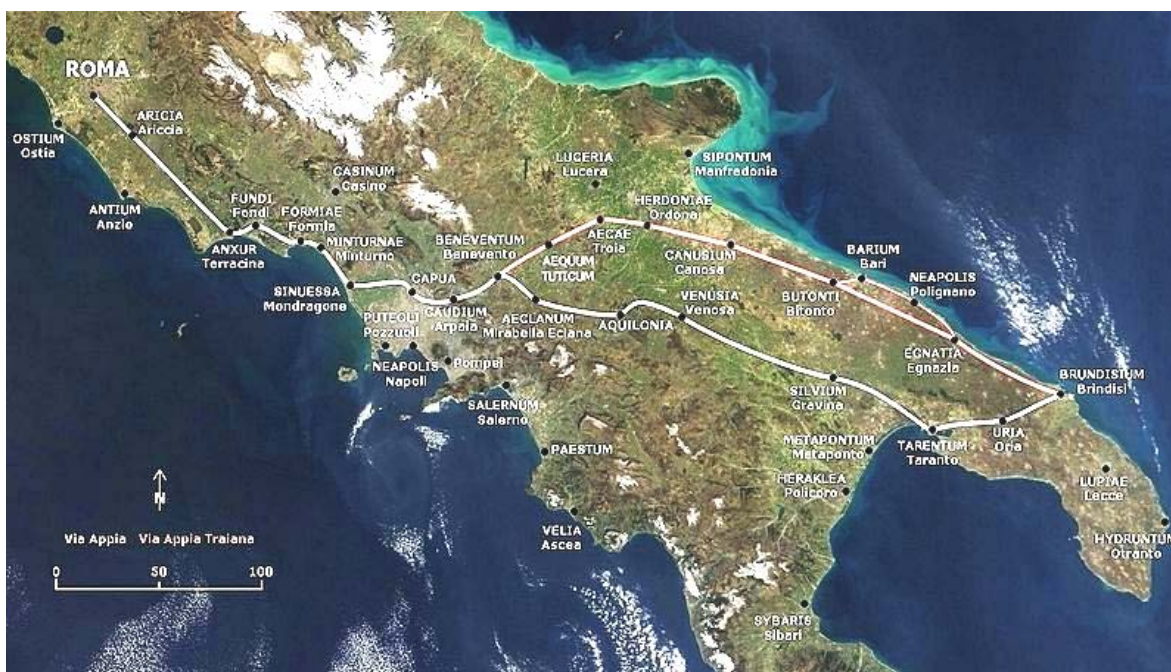 ROMA
ARICIA
Ariccia
OSTIUM
Ostia
ANTIUM
Anzio
FUNDI
Fondi
ANXUR
Terracina
FORMIAE
Formia
CASINUM
Casino
MINTURNAE
Minturno
SINUESSA
Mondragone
CAPUA
CAUDIUM
Arpaia
PUTEOLI
Pozzuoli
NEAPOLIS
Napoli
Pompei
SALERNUM
Salerno
PAESTUM
VELIA
Ascea
BENEVENTUM
Benevento
AEQUUM
TUTICUM
AECLANUM
Mirabella Eclana
AECAE
Troia
LUCERIA
Lucera
HERDONIAE
Ordona
SIPONTUM
Manfredonia
CANUSIUM
Canosa
AQUILONIA
VENUSIA
Venosa
BUTONTI
Bitonto
BARIUM
Bari
NEAPOLIS
Polignano
EGNATIA
Egnazia
BRUNDISIUM
Brindisi
SILVIUM
Gravina
TARENTUM
Taranto
URIA
Oria
METAPONTUM
Metaponto
HERAKLEA
Policoro
LUPIAE
Lecce
HYDRUNTUM
Otranto
SYBARIS
Sibari
N
Via Appia Via Appia Traiana
0 50 100